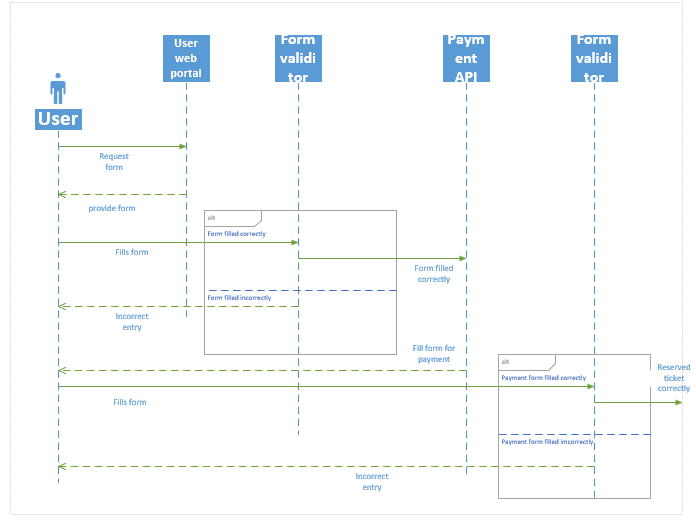 User
web
portal
Form
validi
tor
Paym
ent
API
Form
validi
tor
User
Request
form
provide form
alt
Form filled correctly
Fills form
Form filled
correctly
Form filled incorrectly
Incorrect
entry
Fill form for
payment
alt
Reserved
ticket
correctly
Payment form filled correctly
Fills form
Payment form filled imcorrectly
Incorrect
entry